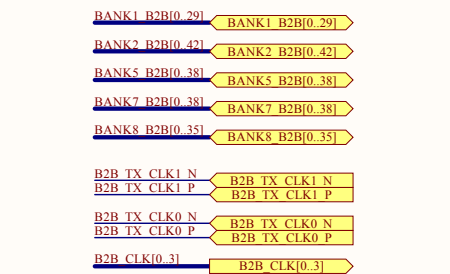 BANK1_B2B[0..29] BANK1_B2B[0..29]
BANK2_B2B[0..42] BANK2_B2B[0..42]
BANK5_B2B[0..38] BANK5_B2B[0..38]
BANK7_B2B[0..38] BANK7_B2B[0..38]
BANK8_B2B[0..35] BANK8_B2B[0..35]
B2B_TX_CLK1_N B2B_TX_CLK1_N
B2B_TX_CLK1_P B2B_TX_CLK1_P
B2B_TX_CLK0_N B2B_TX_CLK0_N
B2B_TX_CLK0_P B2B_TX_CLK0_P
B2B_CLK[0..3] B2B_CLK[0..3]